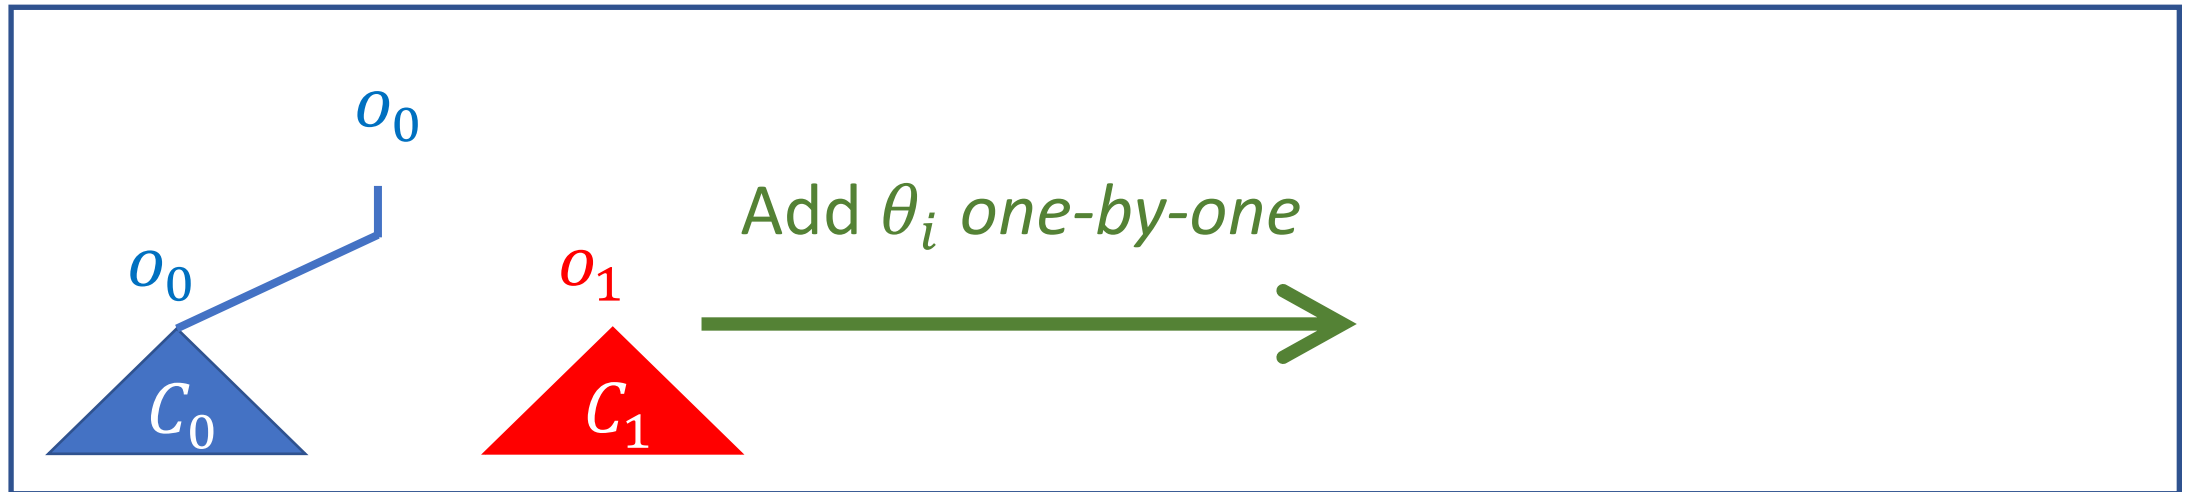 o₀
o₀
o₁
Add θᵢ one-by-one
C₀
C₁